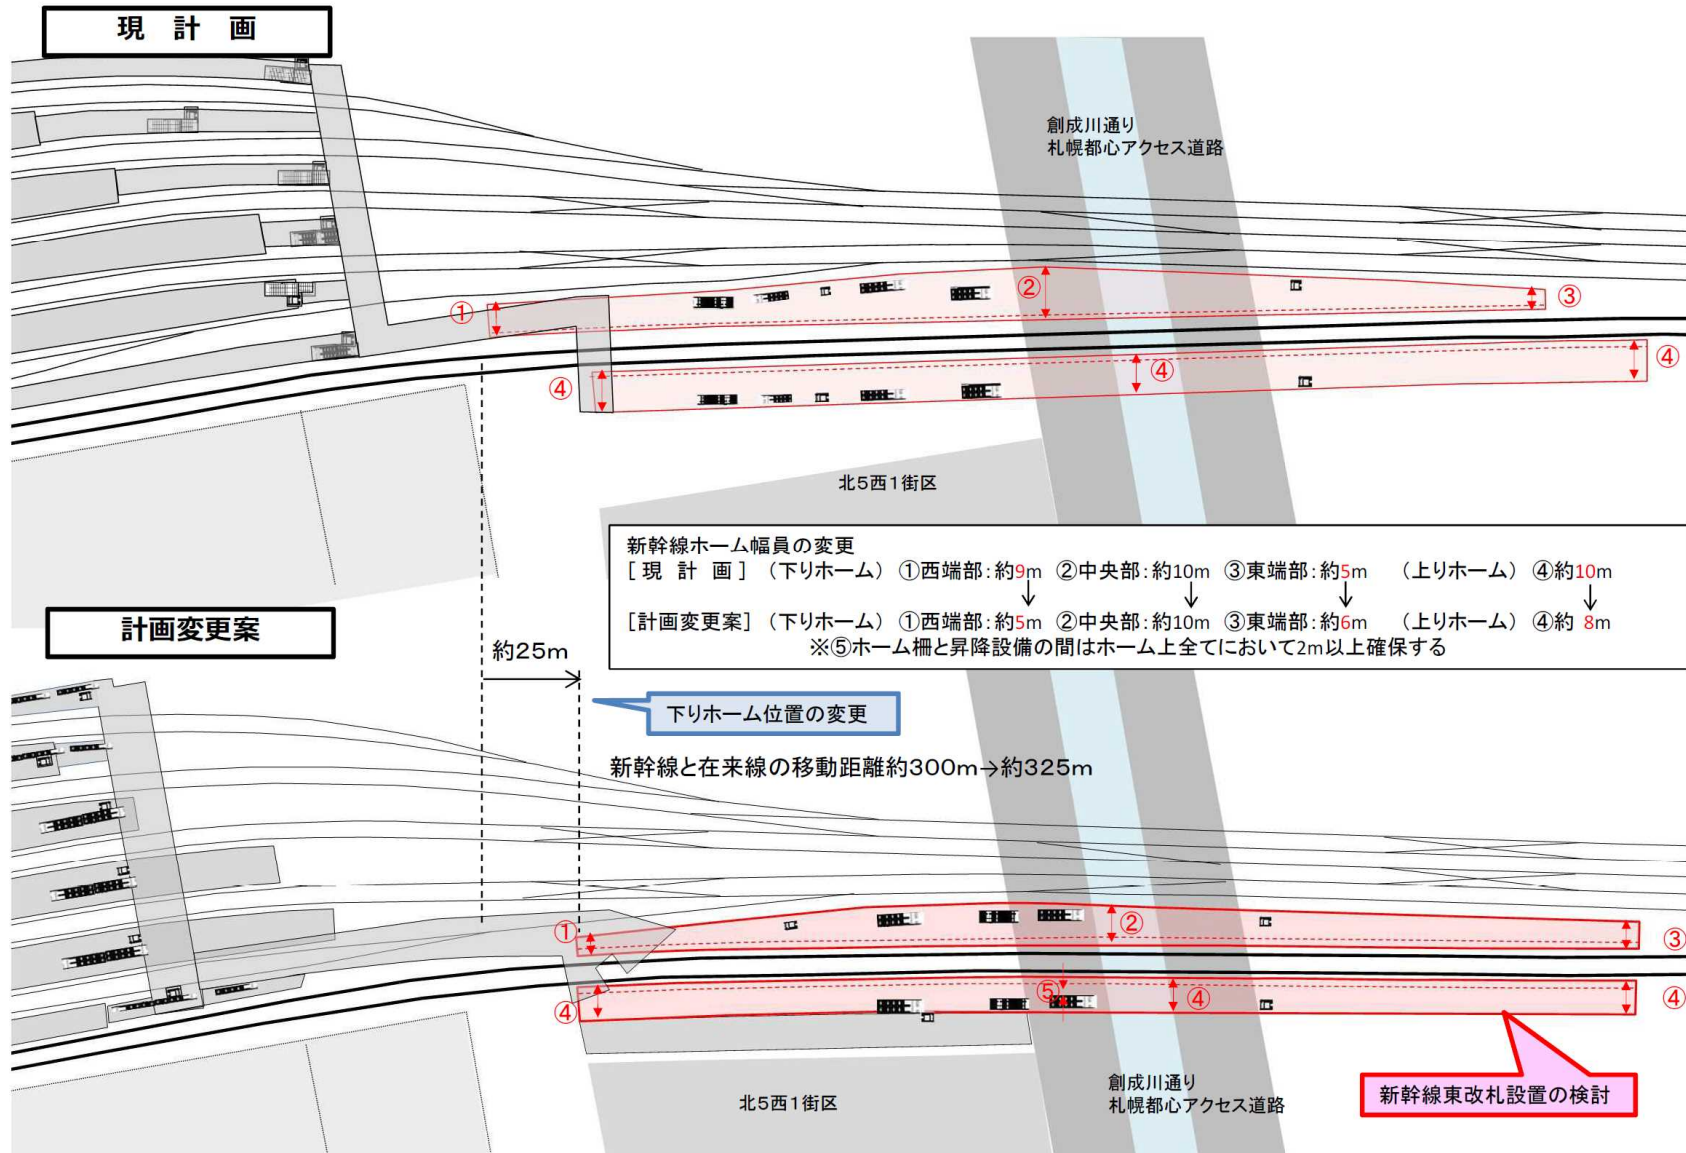 現 計 画
創成川通り
札幌都心アクセス道路
①
②
③
④
④
④
北5西1街区
新幹線ホーム幅員の変更
[ 現 計 画 ] (下りホーム) ①西端部:約9m ②中央部:約10m ③東端部:約5m (上りホーム) ④約10m
[計画変更案] (下りホーム) ①西端部:約5m ②中央部:約10m ③東端部:約6m (上りホーム) ④約 8m
※⑤ホーム柵と昇降設備の間はホーム上全てにおいて2m以上確保する
計画変更案
約25m
下りホーム位置の変更
新幹線と在来線の移動距離約300m→約325m
①
②
③
④
⑤
④
④
創成川通り
札幌都心アクセス道路
北5西1街区
新幹線東改札設置の検討